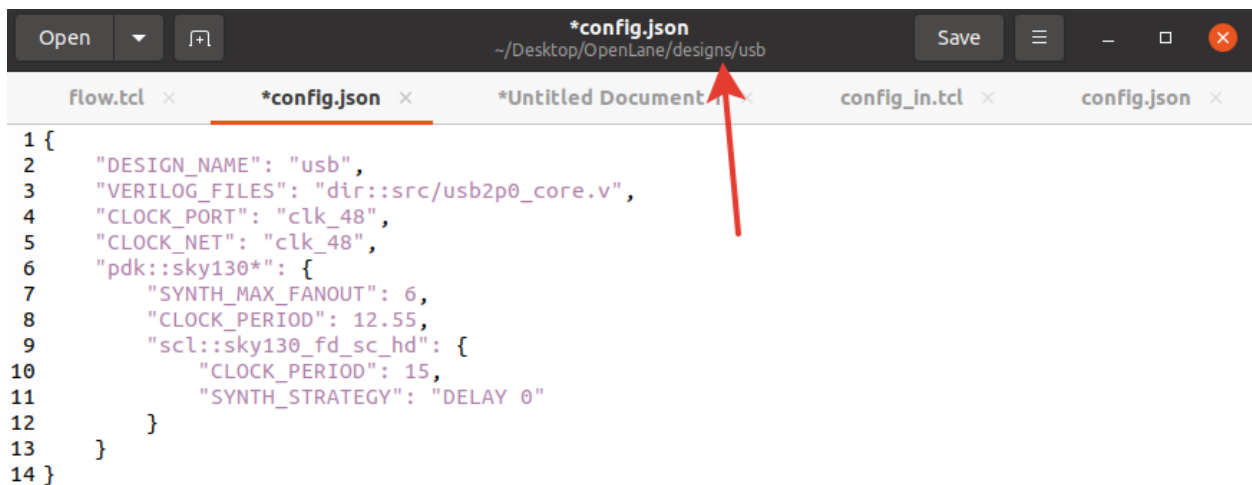 Open
*config.json
~/Desktop/OpenLane/designs/usb
Save
flow.tcl × *config.json × *Untitled Document × config_in.tcl × config.json ×
1 {
2     "DESIGN_NAME": "usb",
3     "VERILOG_FILES": "dir::src/usb2p0_core.v",
4     "CLOCK_PORT": "clk_48",
5     "CLOCK_NET": "clk_48",
6     "pdk::sky130*": {
7         "SYNTH_MAX_FANOUT": 6,
8         "CLOCK_PERIOD": 12.55,
9         "scl::sky130_fd_sc_hd": {
10             "CLOCK_PERIOD": 15,
11             "SYNTH_STRATEGY": "DELAY 0"
12         }
13     }
14 }